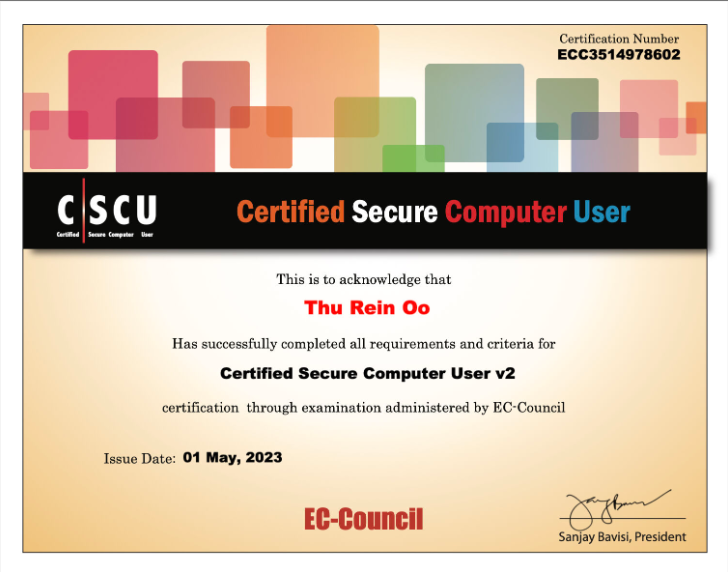 Certification Number
ECC3514978602
C|SCU
Certified Secure Computer User
Certified Secure Computer User
This is to acknowledge that
Thu Rein Oo
Has successfully completed all requirements and criteria for
Certified Secure Computer User v2
certification through examination administered by EC-Council
Issue Date: 01 May, 2023
EC-Council
Sanjay Bavisi, President